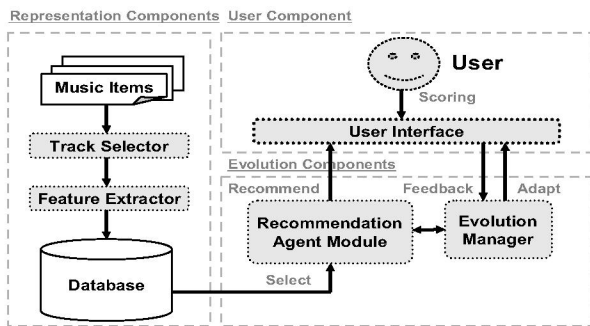 Representation Components
User Component
Music Items
Track Selector
Feature Extractor
Database
User
Scoring
User Interface
Evolution Components
Recommend
Feedback
Adapt
Recommendation
Agent Module
Evolution
Manager
Select